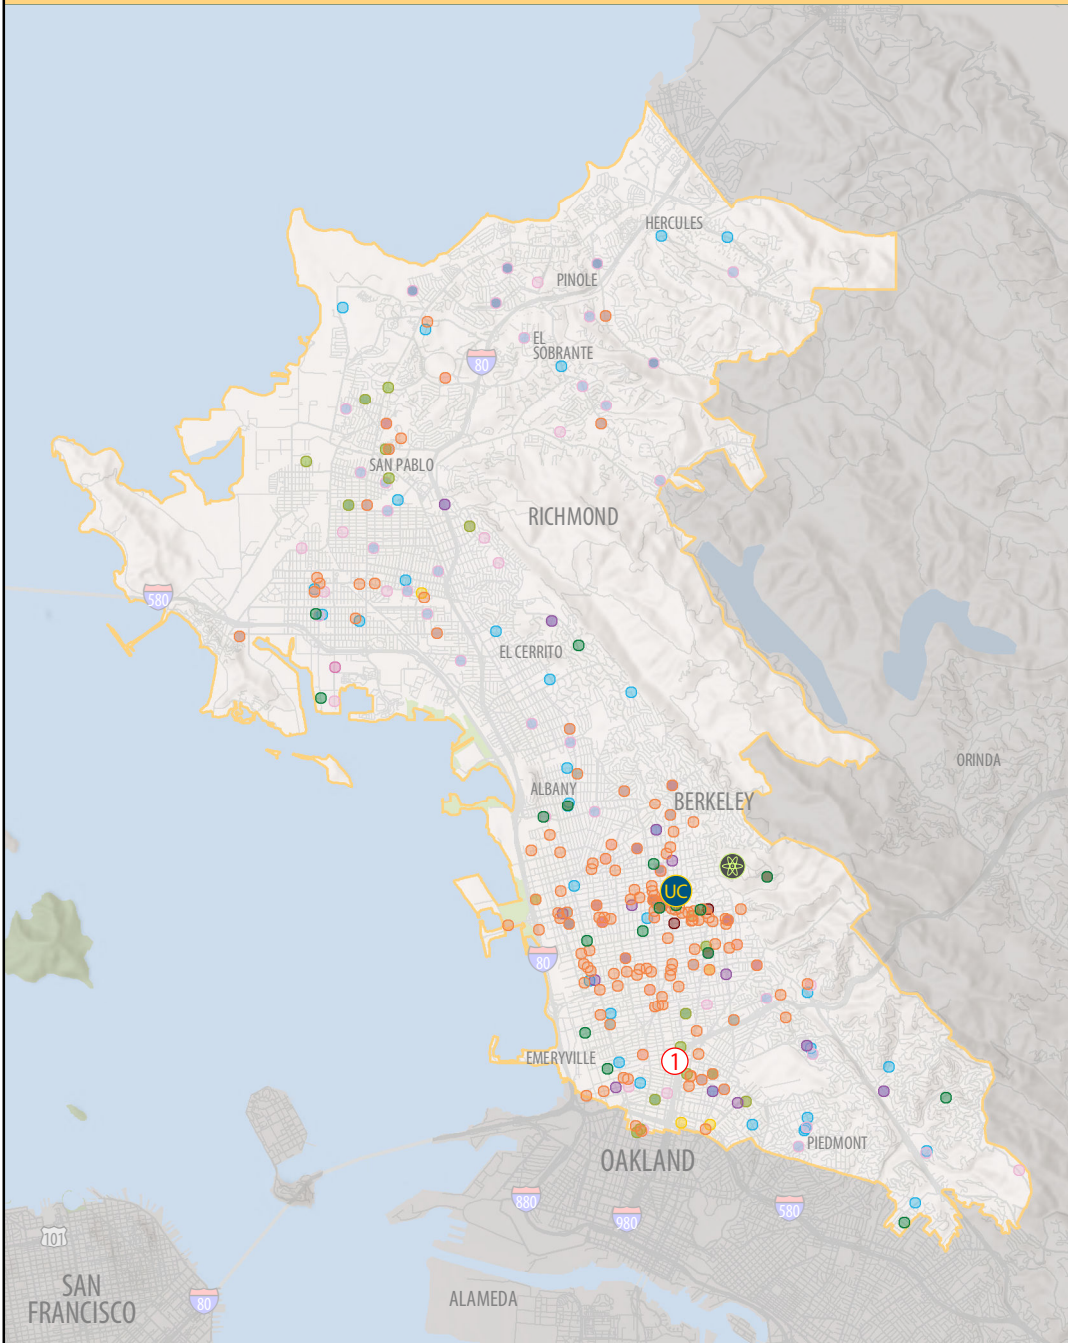 HERCULES
PINOLE
EL
SOBRANTE
80
SAN PABLO
RICHMOND
580
EL CERRITO
ORINDA
ALBANY
BERKELEY
UC
80
EMERYVILLE
1
PIEDMONT
OAKLAND
880
980
580
101
SAN
FRANCISCO
80
ALAMEDA